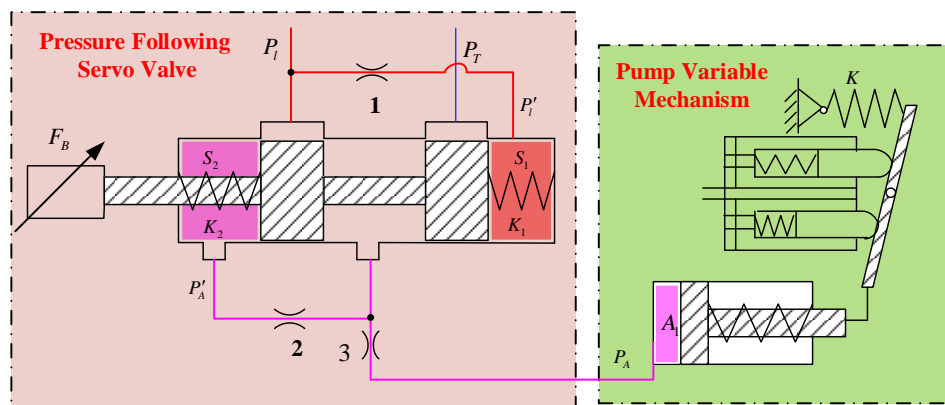 Pressure Following
Servo Valve
P_l
P_T
1
P_l'
F_B
S_2
K_2
S_1
K_1
P_A'
2
3
Pump Variable
Mechanism
K
A_1
P_A